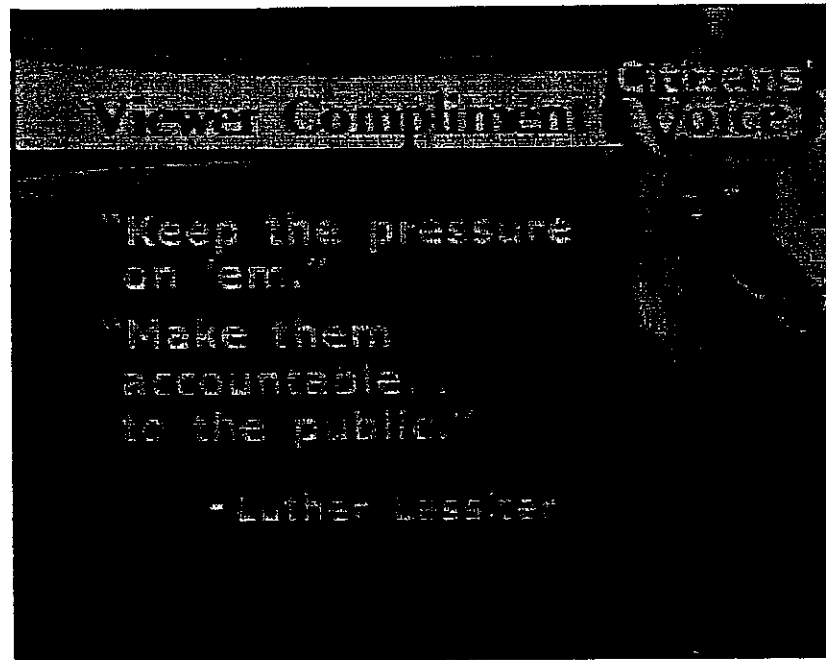 Citizens'
Viewer Compliment Voice
"Keep the pressure
on 'em."
"Make them
accountable...
to the public."
- Luther Lassiter